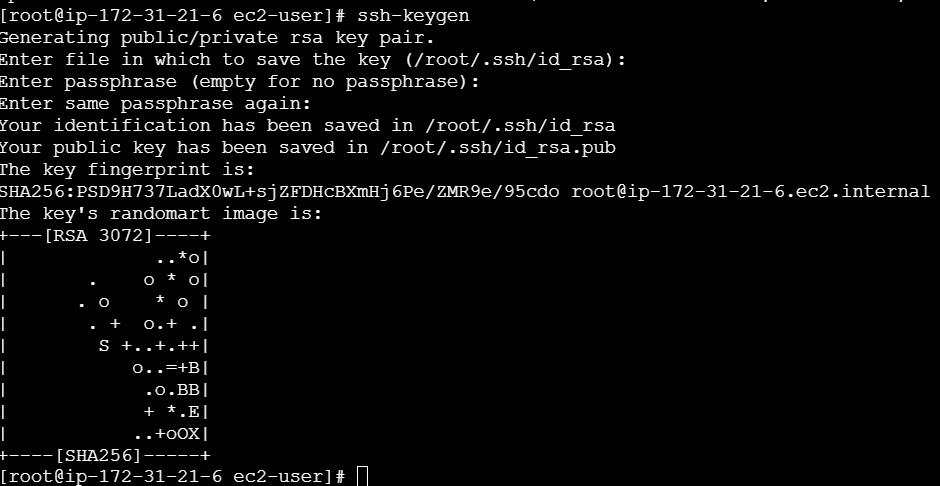 [root@ip-172-31-21-6 ec2-user]# ssh-keygen
Generating public/private rsa key pair.
Enter file in which to save the key (/root/.ssh/id_rsa):
Enter passphrase (empty for no passphrase):
Enter same passphrase again:
Your identification has been saved in /root/.ssh/id_rsa
Your public key has been saved in /root/.ssh/id_rsa.pub
The key fingerprint is:
SHA256:PSD9H737LadX0wL+sjZFDHcBXmHj6Pe/ZMR9e/95cdo root@ip-172-31-21-6.ec2.internal
The key's randomart image is:
+---[RSA 3072]----+
|             ..*o|
|       .    o * o|
|      . o    * o |
|       . +  o.+ .|
|        S +..+.++|
|           o..=+B|
|            .o.BB|
|            + *.E|
|           ..+oOX|
+----[SHA256]-----+
[root@ip-172-31-21-6 ec2-user]#